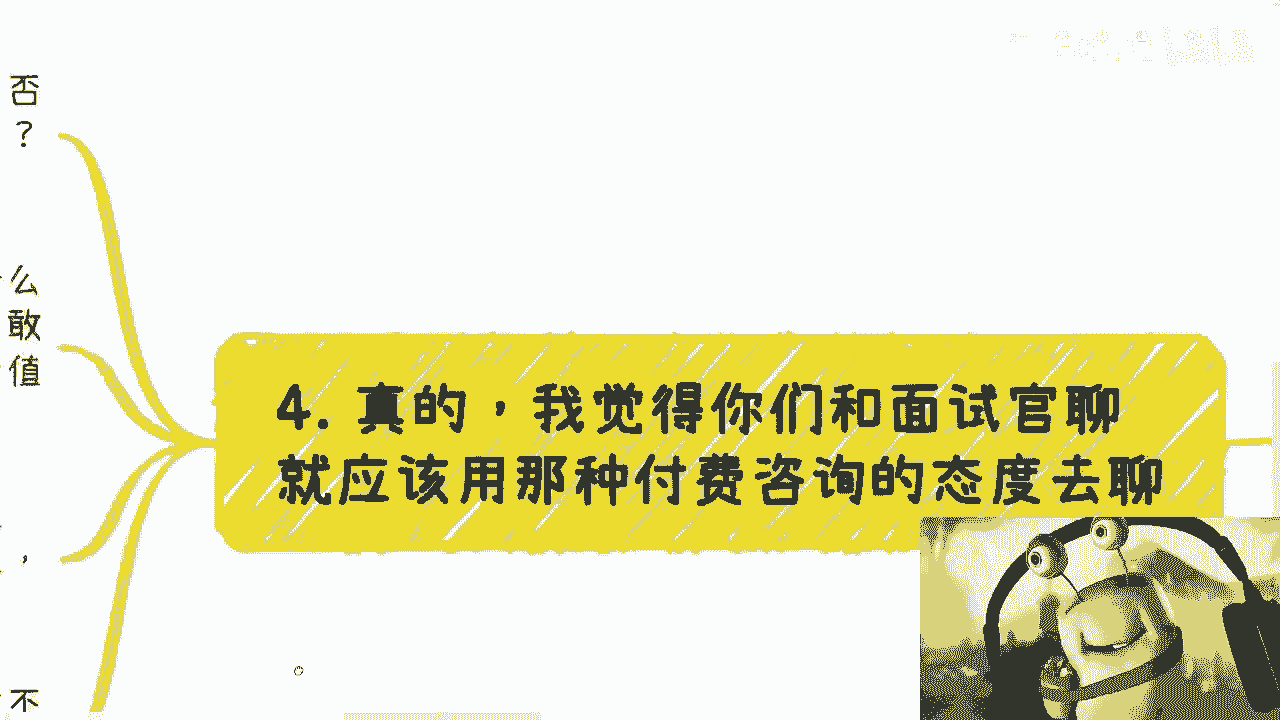 否
？
么
敢
值
，
不
4. 真的，我觉得你们和面试官聊
就应该用那种付费咨询的态度去聊